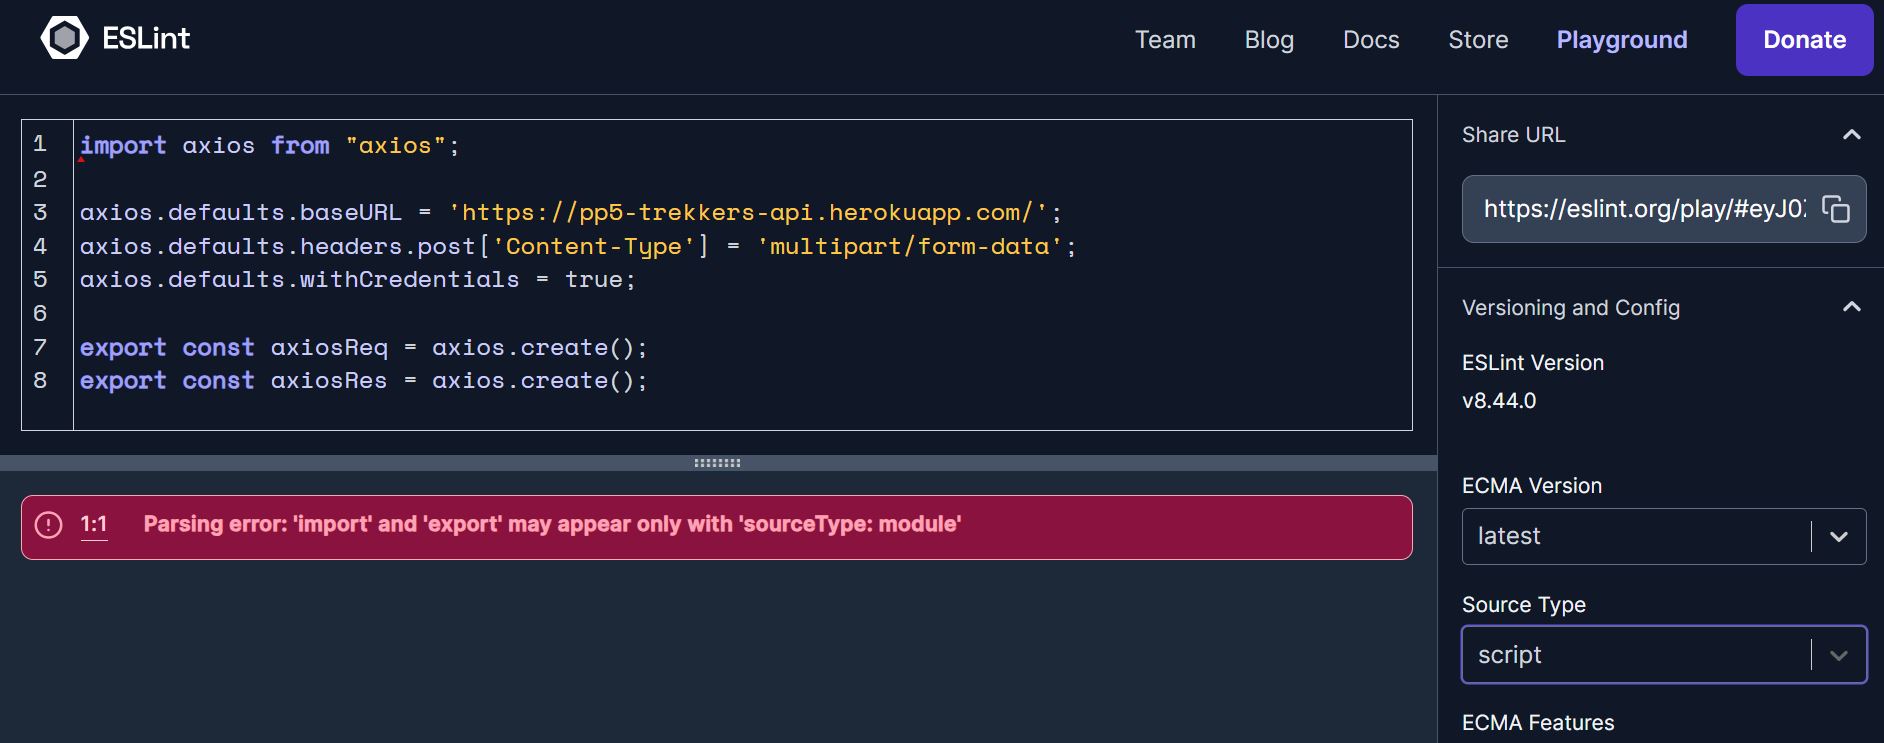 ESLint
Team Blog Docs Store Playground Donate
1 import axios from "axios";
2
3 axios.defaults.baseURL = 'https://pp5-trekkers-api.herokuapp.com/';
4 axios.defaults.headers.post['Content-Type'] = 'multipart/form-data';
5 axios.defaults.withCredentials = true;
6
7 export const axiosReq = axios.create();
8 export const axiosRes = axios.create();
1:1 Parsing error: 'import' and 'export' may appear only with 'sourceType: module'
Share URL
https://eslint.org/play/#eyJ0
Versioning and Config
ESLint Version
v8.44.0
ECMA Version
latest
Source Type
script
ECMA Features